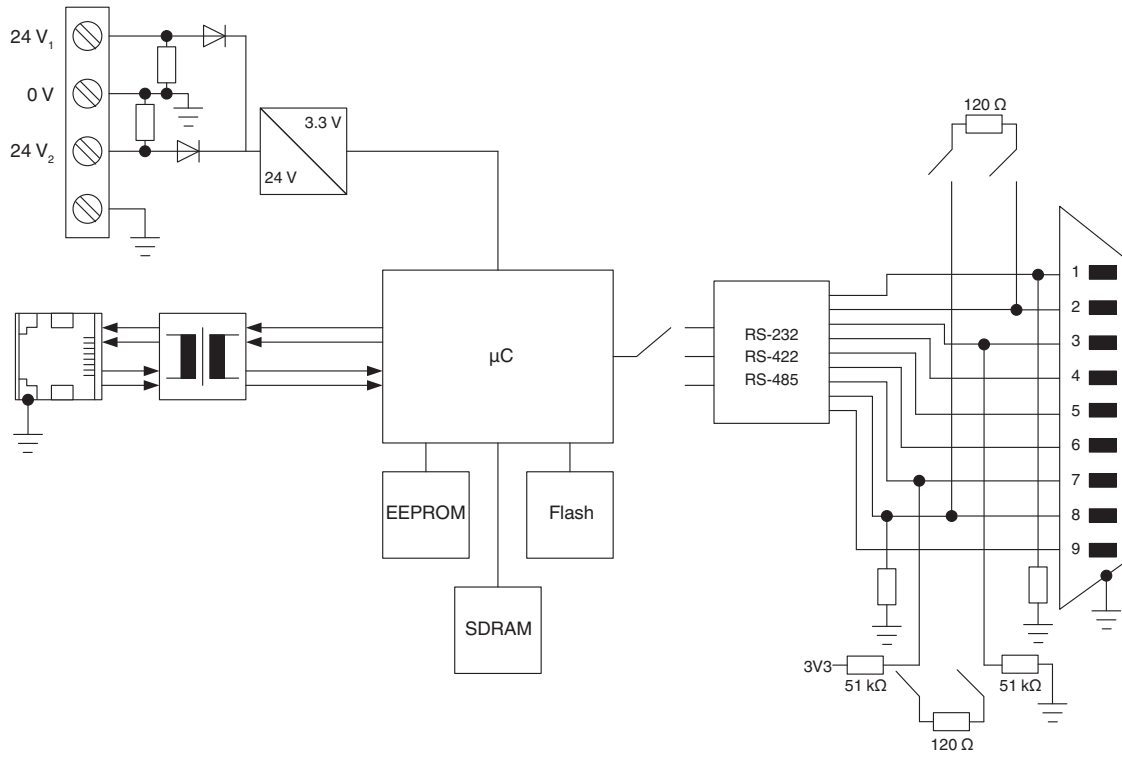 24 V₁
0 V
24 V₂
3.3 V
24 V
120 Ω
µC
RS-232
RS-422
RS-485
1
2
3
4
5
6
7
8
9
EEPROM
Flash
SDRAM
3V3
51 kΩ
51 kΩ
120 Ω